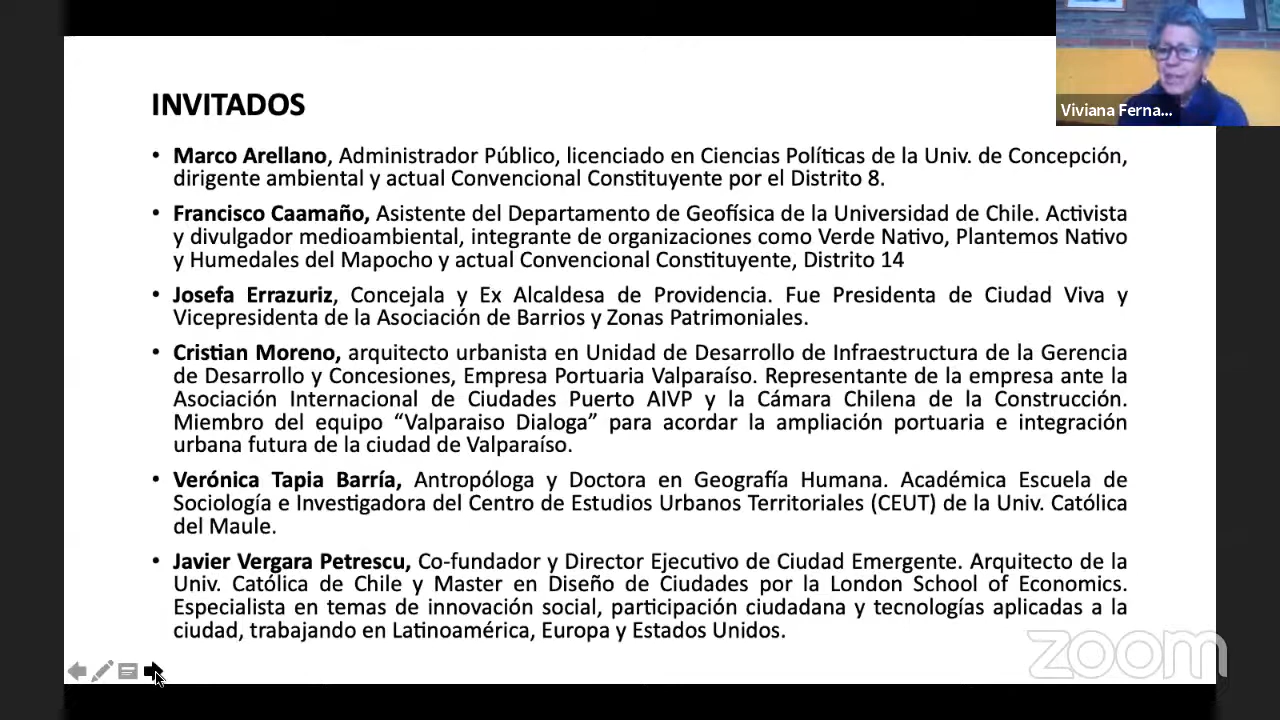 INVITADOS
Viviana Ferna...
• Marco Arellano, Administrador Público, licenciado en Ciencias Políticas de la Univ. de Concepción,
dirigente ambiental y actual Convencional Constituyente por el Distrito 8.
• Francisco Caamaño, Asistente del Departamento de Geofísica de la Universidad de Chile. Activista
y divulgador medioambiental, integrante de organizaciones como Verde Nativo, Plantemos Nativo
y Humedales del Mapocho y actual Convencional Constituyente, Distrito 14
• Josefa Errazuriz, Concejala y Ex Alcaldesa de Providencia. Fue Presidenta de Ciudad Viva y
Vicepresidenta de la Asociación de Barrios y Zonas Patrimoniales.
• Cristian Moreno, arquitecto urbanista en Unidad de Desarrollo de Infraestructura de la Gerencia
de Desarrollo y Concesiones, Empresa Portuaria Valparaíso. Representante de la empresa ante la
Asociación Internacional de Ciudades Puerto AIVP y la Cámara Chilena de la Construcción.
Miembro del equipo “Valparaiso Dialoga” para acordar la ampliación portuaria e integración
urbana futura de la ciudad de Valparaíso.
• Verónica Tapia Barría, Antropóloga y Doctora en Geografía Humana. Académica Escuela de
Sociología e Investigadora del Centro de Estudios Urbanos Territoriales (CEUT) de la Univ. Católica
del Maule.
• Javier Vergara Petrescu, Co-fundador y Director Ejecutivo de Ciudad Emergente. Arquitecto de la
Univ. Católica de Chile y Master en Diseño de Ciudades por la London School of Economics.
Especialista en temas de innovación social, participación ciudadana y tecnologías aplicadas a la
ciudad, trabajando en Latinoamérica, Europa y Estados Unidos.
zoom